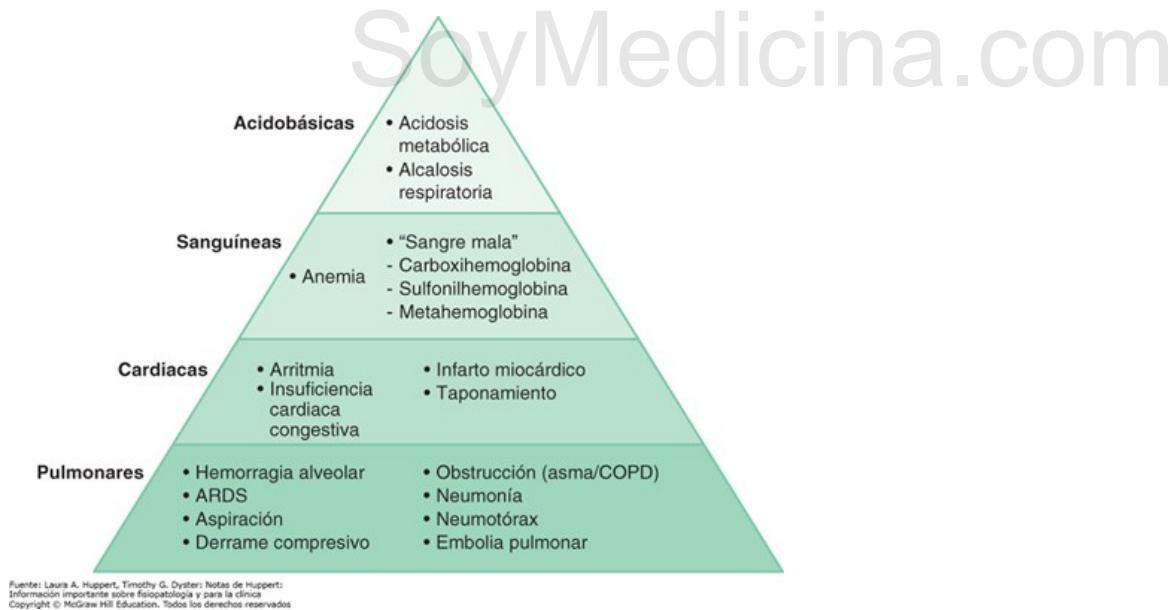 SoyMedicina.com
Acidobásicas
• Acidosis
metabólica
• Alcalosis
respiratoria
Sanguíneas
• Anemia
• “Sangre mala”
- Carboxihemoglobina
- Sulfonilhemoglobina
- Metahemoglobina
Cardiacas
• Arritmia
• Insuficiencia
cardiaca
congestiva
• Infarto miocárdico
• Taponamiento
Pulmonares
• Hemorragia alveolar
• ARDS
• Aspiración
• Derrame compresivo
• Obstrucción (asma/COPD)
• Neumonía
• Neumotórax
• Embolia pulmonar
Fuente: Laura A. Huppert, Timothy G. Dyster: Notas de Huppert:
Información importante sobre fisiopatología y para la clínica
Copyright © McGraw Hill Education. Todos los derechos reservados